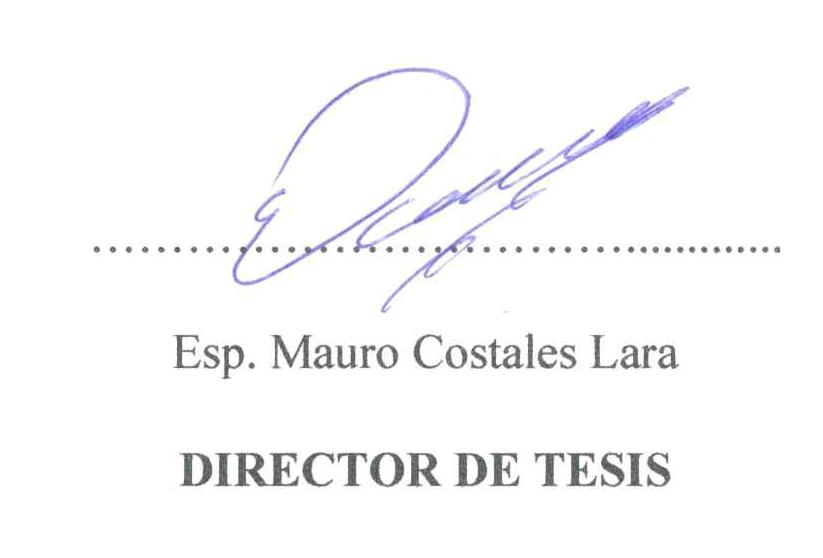 Esp. Mauro Costales Lara
DIRECTOR DE TESIS